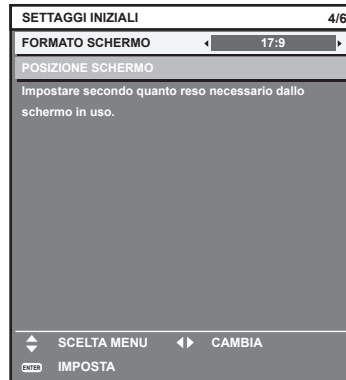 SETTAGGI INIZIALI 4/6
FORMATO SCHERMO 17:9
POSIZIONE SCHERMO
Impostare secondo quanto reso necessario dallo
schermo in uso.
SCELTA MENU CAMBIA
ENTER IMPOSTA